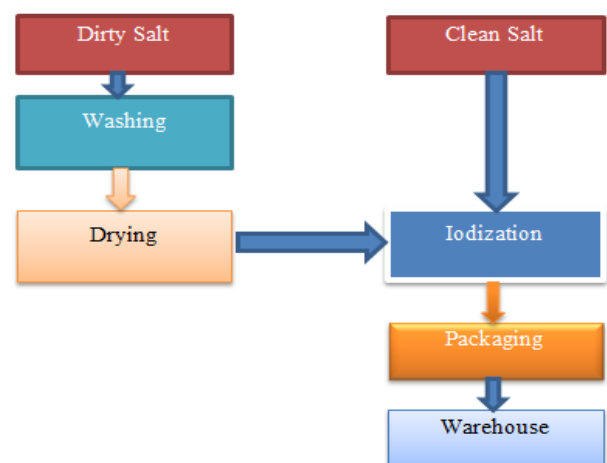 Dirty Salt
Clean Salt
Washing
Drying
Iodization
Packaging
Warehouse